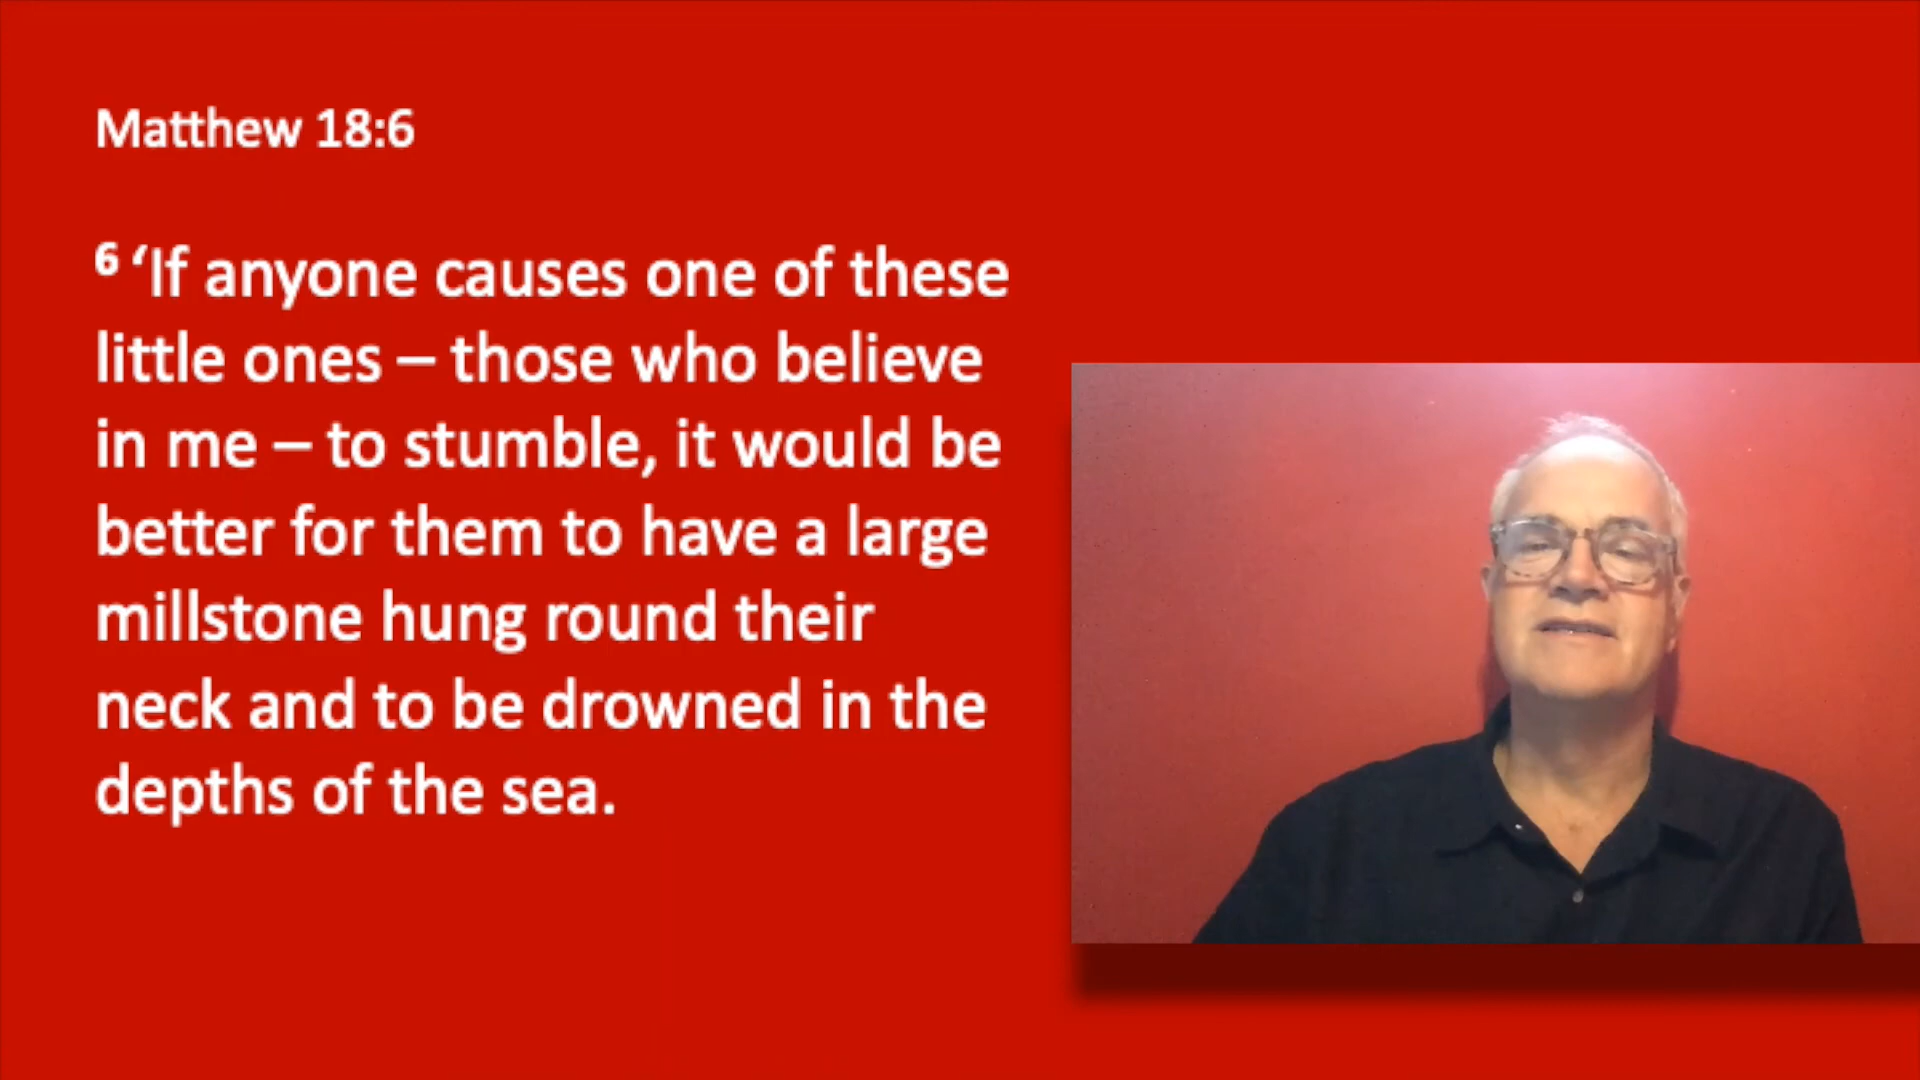 Matthew 18:6
6 ‘If anyone causes one of these
little ones – those who believe
in me – to stumble, it would be
better for them to have a large
millstone hung round their
neck and to be drowned in the
depths of the sea.